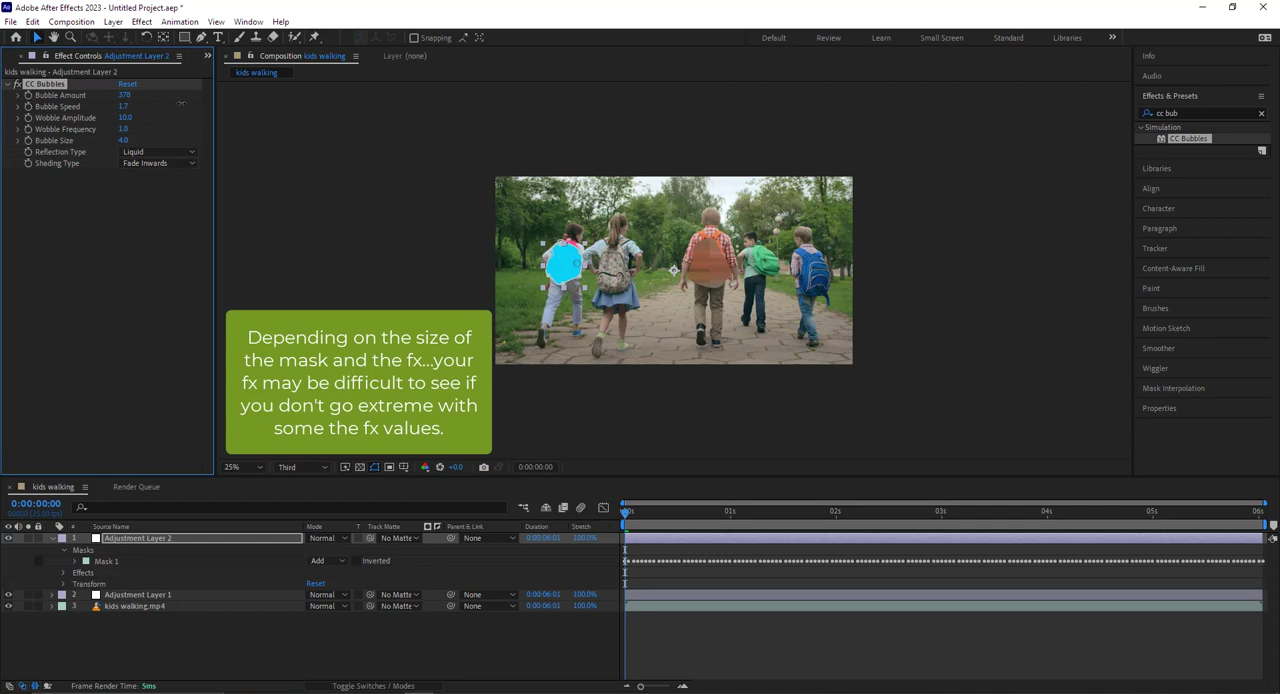 Adobe After Effects 2023 - Untitled Project.aep *
File Edit Composition Layer Effect Animation View Window Help
Snapping
Default Review Learn Small Screen Standard Libraries
Effect Controls Adjustment Layer 2
Composition kids walking
Layer (none)
kids walking - Adjustment Layer 2
kids walking
fx CC Bubbles Reset
Bubble Amount 378
Bubble Speed 1.7
Wobble Amplitude 10.0
Wobble Frequency 1.0
Bubble Size 4.0
Reflection Type Liquid
Shading Type Fade Inwards
Info
Audio
Effects & Presets
cc bub
Simulation
CC Bubbles
Libraries
Align
Character
Paragraph
Tracker
Content-Aware Fill
Paint
Brushes
Motion Sketch
Smoother
Wiggler
Mask Interpolation
Properties
Depending on the size of
the mask and the fx...your
fx may be difficult to see if
you don't go extreme with
some the fx values.
25% Third +0.0 0:00:00:00
kids walking Render Queue
0:00:00:00
01s 02s 03s 04s 05s 06s
# Source Name Mode T Track Matte Parent & Link Duration Stretch
1 Adjustment Layer 2 Normal No Matte None 0:00:06:01 100.0%
Masks
Mask 1 Add Inverted
Effects
Transform Reset
2 Adjustment Layer 1 Normal No Matte None 0:00:06:01 100.0%
3 kids walking.mp4 Normal No Matte None 0:00:06:01 100.0%
Frame Render Time: 5ms Toggle Switches / Modes